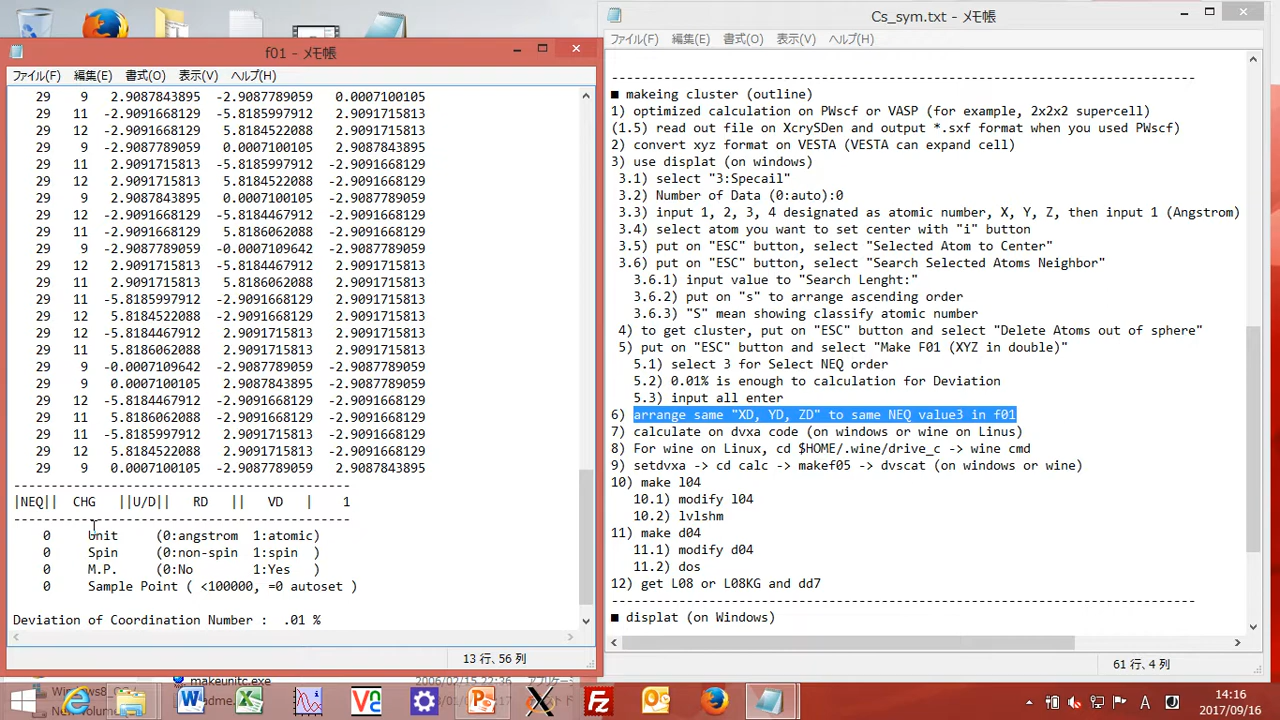 f01 - メモ帳
ファイル(F) 編集(E) 書式(O) 表示(V) ヘルプ(H)
29 9 2.9087843895 -2.9087789059 0.0007100105
29 11 -2.9091668129 -5.8185997912 2.9091715813
29 12 -2.9091668129 5.8184522088 2.9091715813
29 9 -2.9087789059 0.0007100105 2.9087843895
29 11 2.9091715813 -5.8185997912 -2.9091668129
29 12 2.9091715813 5.8184522088 -2.9091668129
29 9 2.9087843895 0.0007100105 -2.9087789059
29 12 -2.9091668129 -5.8184467912 -2.9091668129
29 11 -2.9091668129 5.8186062088 -2.9091668129
29 9 -2.9087789059 -0.0007109642 -2.9087789059
29 12 2.9091715813 -5.8184467912 2.9091715813
29 11 2.9091715813 5.8186062088 2.9091715813
29 11 -5.8185997912 -2.9091668129 2.9091715813
29 12 5.8184522088 -2.9091668129 2.9091715813
29 12 -5.8184467912 2.9091715813 2.9091715813
29 11 5.8186062088 2.9091715813 2.9091715813
29 9 -0.0007109642 -2.9087789059 -2.9087789059
29 9 0.0007100105 2.9087843895 -2.9087789059
29 12 -5.8184467912 -2.9091668129 -2.9091668129
29 11 5.8186062088 -2.9091668129 -2.9091668129
29 11 -5.8185997912 2.9091715813 -2.9091668129
29 12 5.8184522088 2.9091715813 -2.9091668129
29 9 0.0007100105 -2.9087789059 2.9087843895
--------------------------------------------------
|NEQ|| CHG ||U/D|| RD || VD | 1
--------------------------------------------------
0 Unit (0:angstrom 1:atomic)
0 Spin (0:non-spin 1:spin )
0 M.P. (0:No 1:Yes )
0 Sample Point ( <100000, =0 autoset )
Deviation of Coordination Number : .01 %
13 行、56 列
Cs_sym.txt - メモ帳
ファイル(F) 編集(E) 書式(O) 表示(V) ヘルプ(H)
------------------------------------------------------------------------------
■ makeing cluster (outline)
1) optimized calculation on PWscf or VASP (for example, 2x2x2 supercell)
(1.5) read out file on XcrySDen and output *.sxf format when you used PWscf)
2) convert xyz format on VESTA (VESTA can expand cell)
3) use displat (on windows)
3.1) select "3:Specail"
3.2) Number of Data (0:auto):0
3.3) input 1, 2, 3, 4 designated as atomic number, X, Y, Z, then input 1 (Angstrom)
3.4) select atom you want to set center with "i" button
3.5) put on "ESC" button, select "Selected Atom to Center"
3.6) put on "ESC" button, select "Search Selected Atoms Neighbor"
3.6.1) input value to "Search Lenght:"
3.6.2) put on "s" to arrange ascending order
3.6.3) "S" mean showing classify atomic number
4) to get cluster, put on "ESC" button and select "Delete Atoms out of sphere"
5) put on "ESC" button and select "Make F01 (XYZ in double)"
5.1) select 3 for Select NEQ order
5.2) 0.01% is enough to calculation for Deviation
5.3) input all enter
6) arrange same "XD, YD, ZD" to same NEQ value3 in f01
7) calculate on dvxa code (on windows or wine on Linus)
8) For wine on Linux, cd $HOME/.wine/drive_c -> wine cmd
9) setdvxa -> cd calc -> makef05 -> dvscat (on windows or wine)
10) make l04
10.1) modify l04
10.2) lvlshm
11) make d04
11.1) modify d04
11.2) dos
12) get L08 or L08KG and dd7
------------------------------------------------------------------------------
■ displat (on Windows)
61 行、4 列
makeunitc.exe
2006/02/15 22:36
A
14:16
2017/09/16